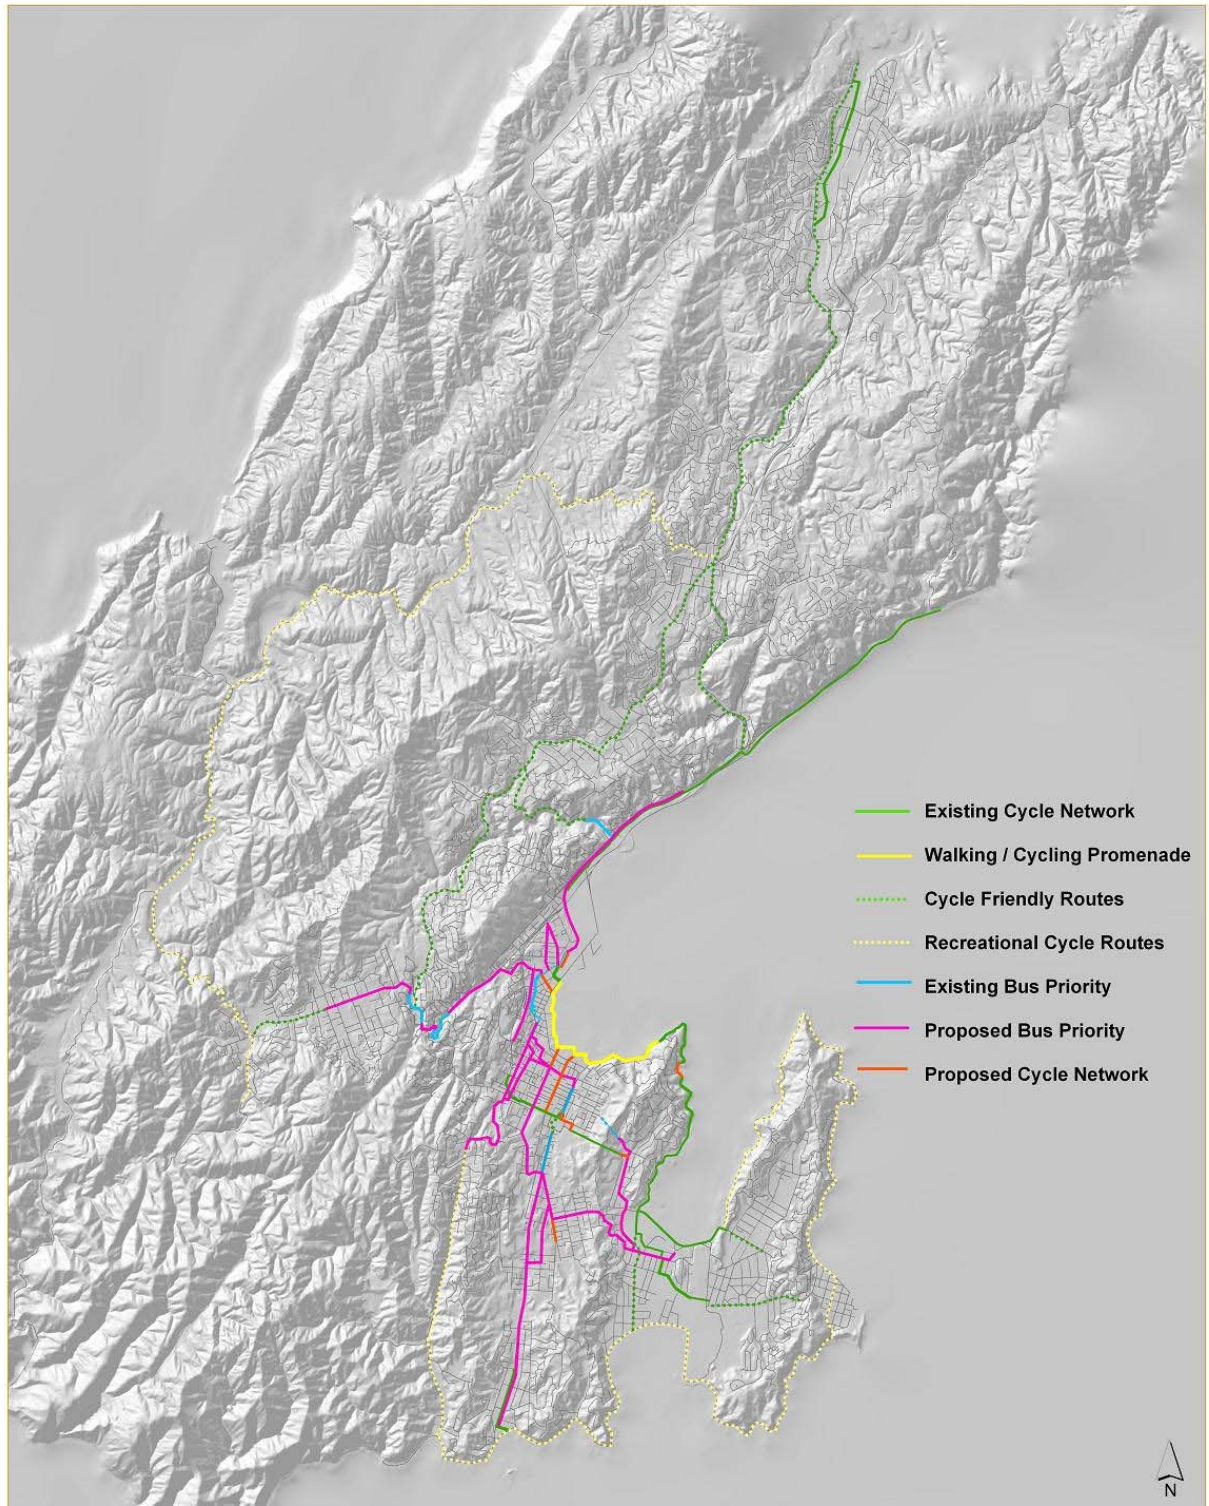 Existing Cycle Network
Walking / Cycling Promenade
Cycle Friendly Routes
Recreational Cycle Routes
Existing Bus Priority
Proposed Bus Priority
Proposed Cycle Network
N